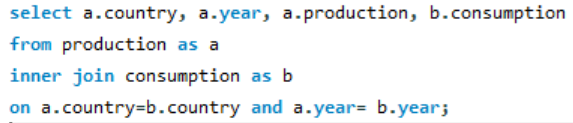 select a.country, a.year, a.production, b.consumption
from production as a
inner join consumption as b
on a.country=b.country and a.year= b.year;